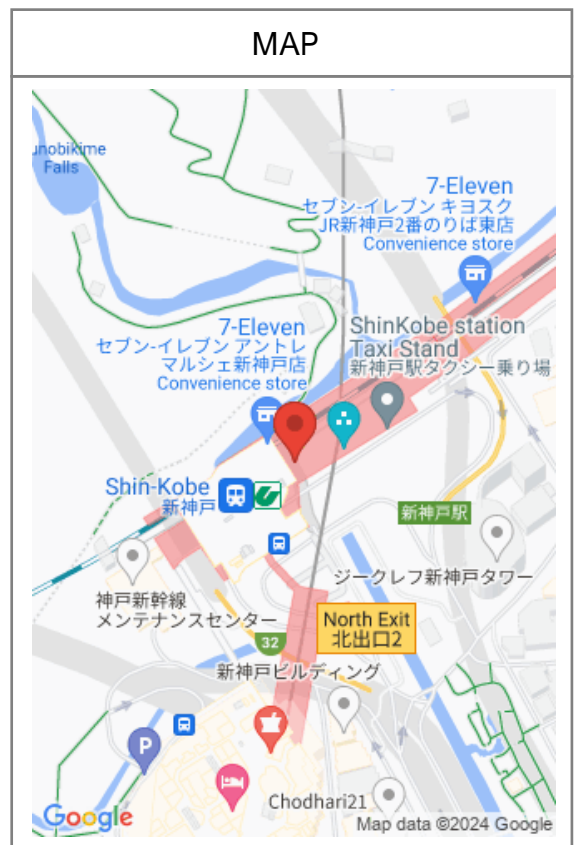 MAP
unobikime
Falls
7-Eleven
セブン-イレブン キヨスク
JR新神戸2番のりば東店
Convenience store
7-Eleven
セブン-イレブン アントレ
マルシェ新神戸店
Convenience store
ShinKobe station
Taxi Stand
新神戸駅タクシー乗り場
Shin-Kobe
新神戸
新神戸駅
ジークレフ新神戸タワー
神戸新幹線
メンテナンスセンター
North Exit
北出口2
32
新神戸ビルディング
P
Chodhari21
Google
Map data ©2024 Google